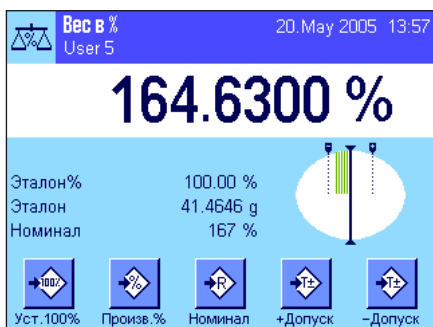 Вес в %
20.May 2005 13:57
User 5
164.6300 %
Эталон% 100.00 %
Эталон 41.4646 g
Номинал 167 %
100%
%
R
T±
T±
Уст.100% Произв.% Номинал +Допуск −Допуск